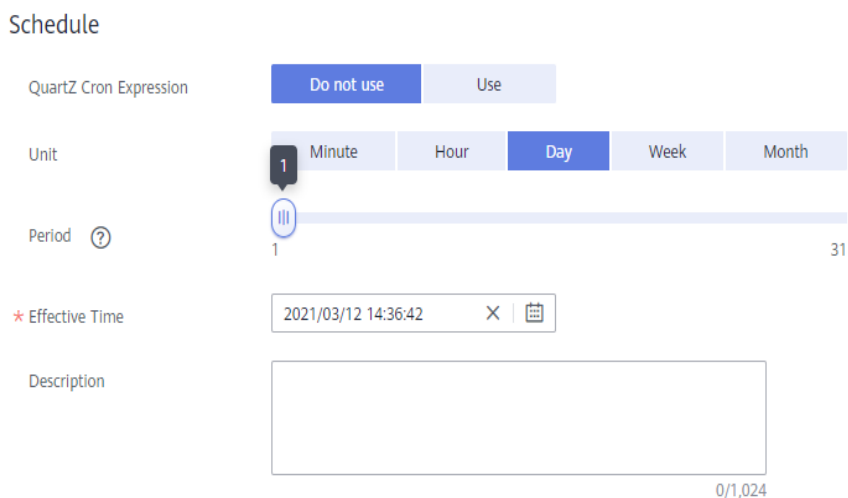 Schedule
QuartZ Cron Expression Do not use Use
Unit Minute Hour Day Week Month
1
Period ?
1 31
* Effective Time 2021/03/12 14:36:42
Description
0/1,024